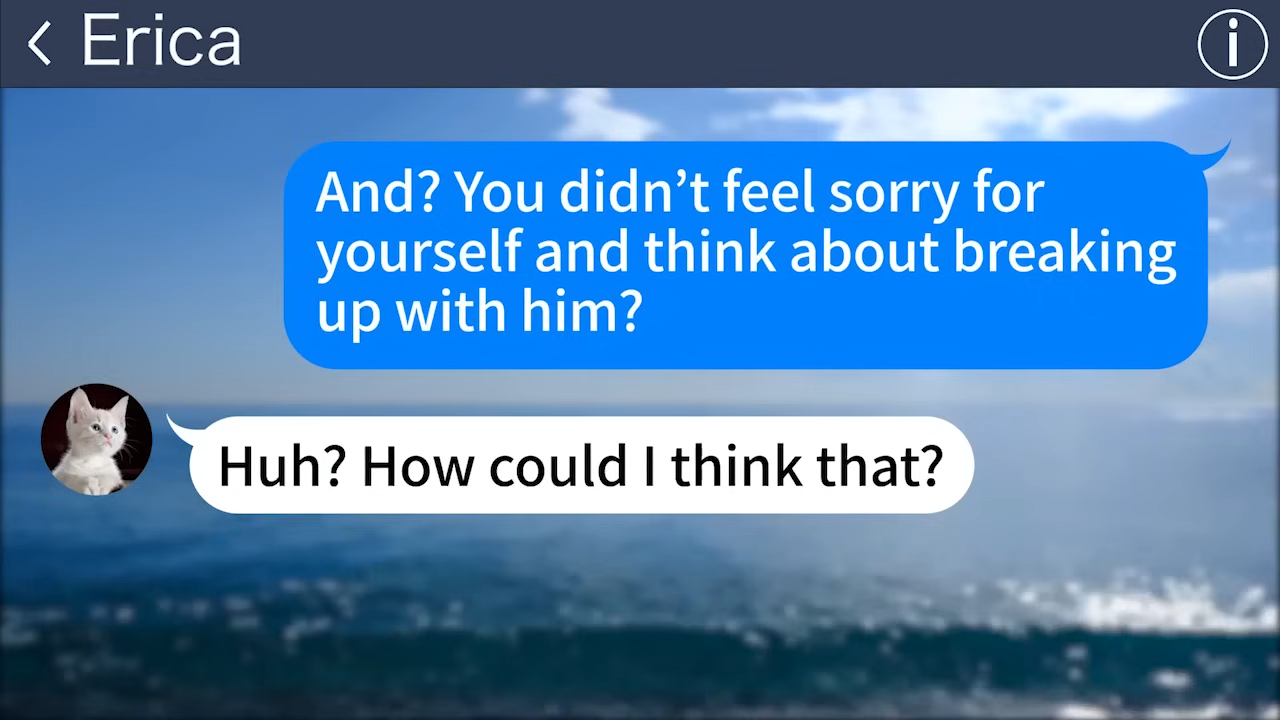 Erica
And? You didn’t feel sorry for
yourself and think about breaking
up with him?
Huh? How could I think that?